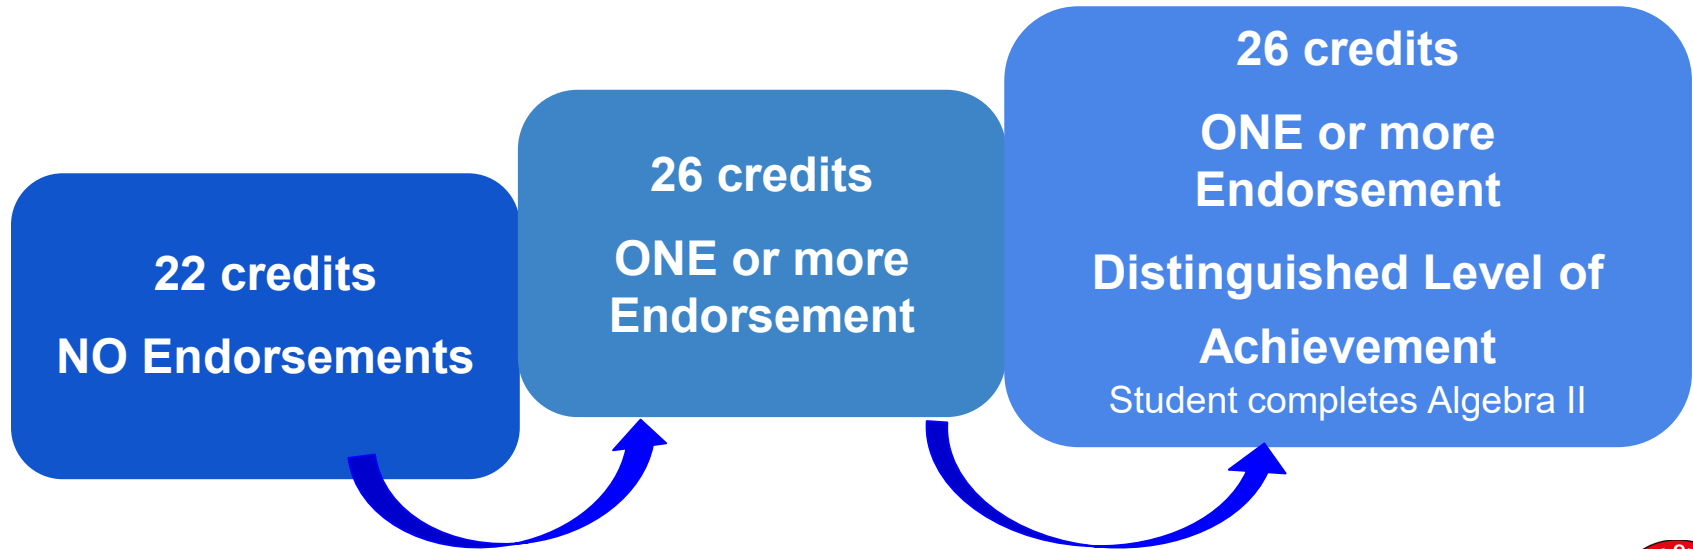 22 credits
NO Endorsements
26 credits
ONE or more
Endorsement
26 credits
ONE or more
Endorsement
Distinguished Level of
Achievement
Student completes Algebra II